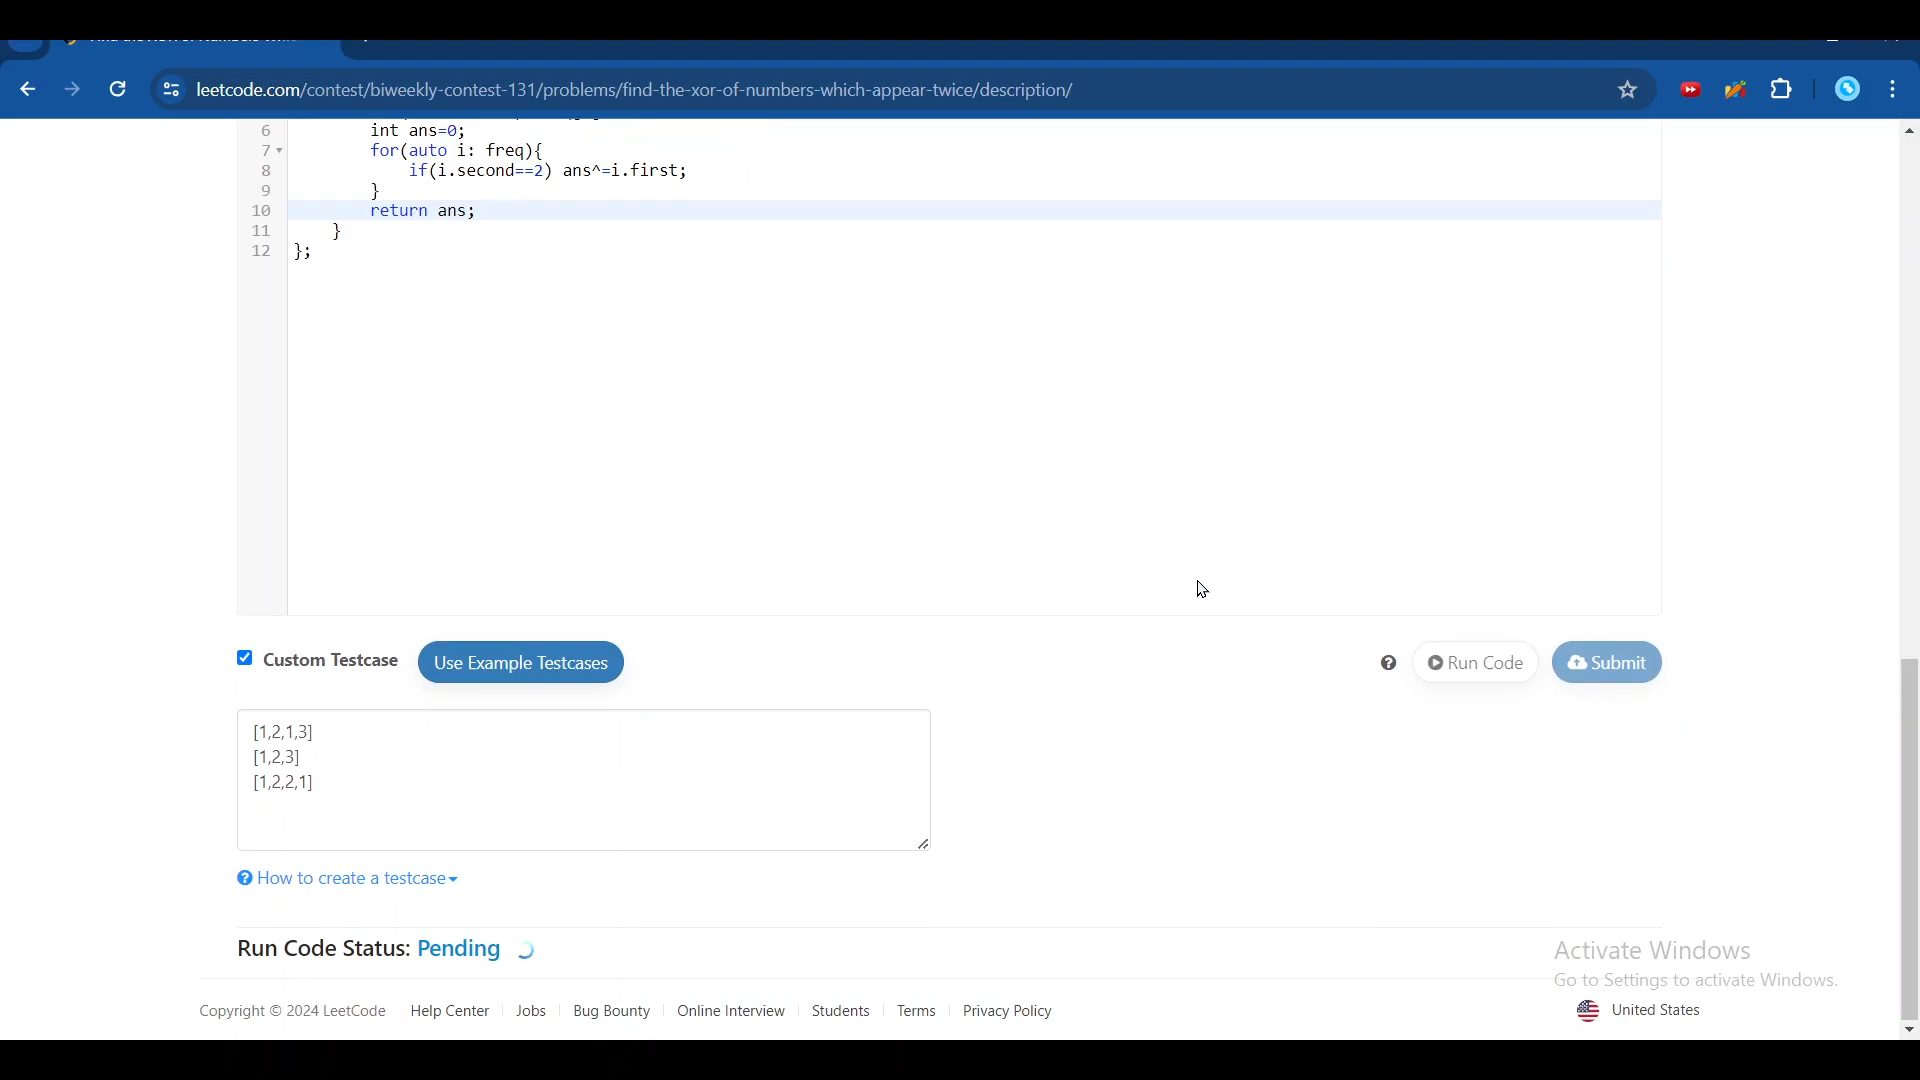 leetcode.com/contest/biweekly-contest-131/problems/find-the-xor-of-numbers-which-appear-twice/description/
6 int ans=0;
7 for(auto i: freq){
8 if(i.second==2) ans^=i.first;
9 }
10 return ans;
11 }
12 };
Custom Testcase Use Example Testcases Run Code Submit
[1,2,1,3]
[1,2,3]
[1,2,2,1]
How to create a testcase
Run Code Status: Pending
Activate Windows
Go to Settings to activate Windows.
Copyright © 2024 LeetCode Help Center Jobs Bug Bounty Online Interview Students Terms Privacy Policy United States